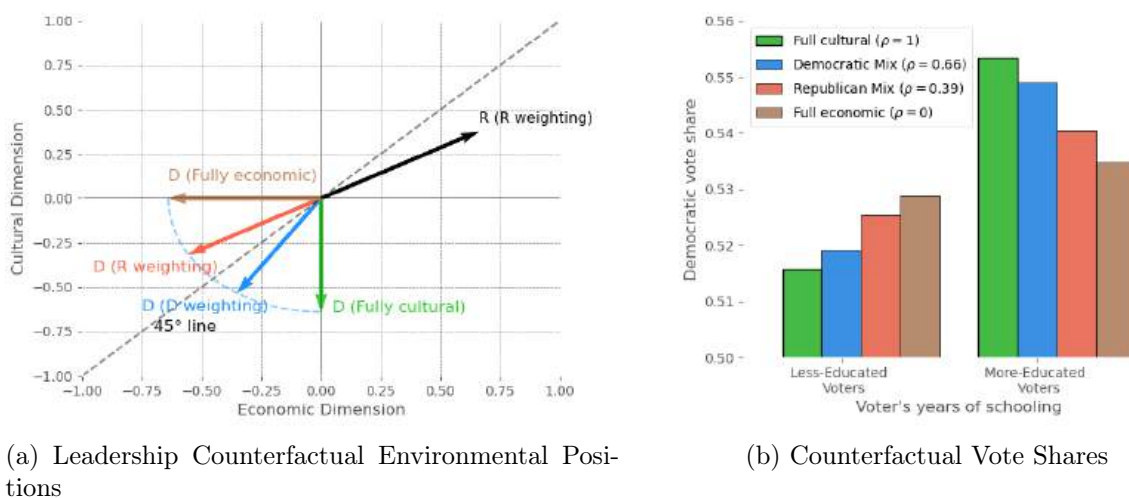 1.00
0.75
0.50
0.25
0.00
−0.25
−0.50
−0.75
−1.00
Cultural Dimension
R (R weighting)
D (Fully economic)
D (R weighting)
D (D weighting)
D (Fully cultural)
45° line
−1.00 −0.75 −0.50 −0.25 0.00 0.25 0.50 0.75 1.00
Economic Dimension
(a) Leadership Counterfactual Environmental Posi-
tions
0.56
0.55
0.54
0.53
0.52
0.51
0.50
Democratic vote share
Full cultural (ρ = 1)
Democratic Mix (ρ = 0.66)
Republican Mix (ρ = 0.39)
Full economic (ρ = 0)
Less-Educated
Voters
More-Educated
Voters
Voter's years of schooling
(b) Counterfactual Vote Shares